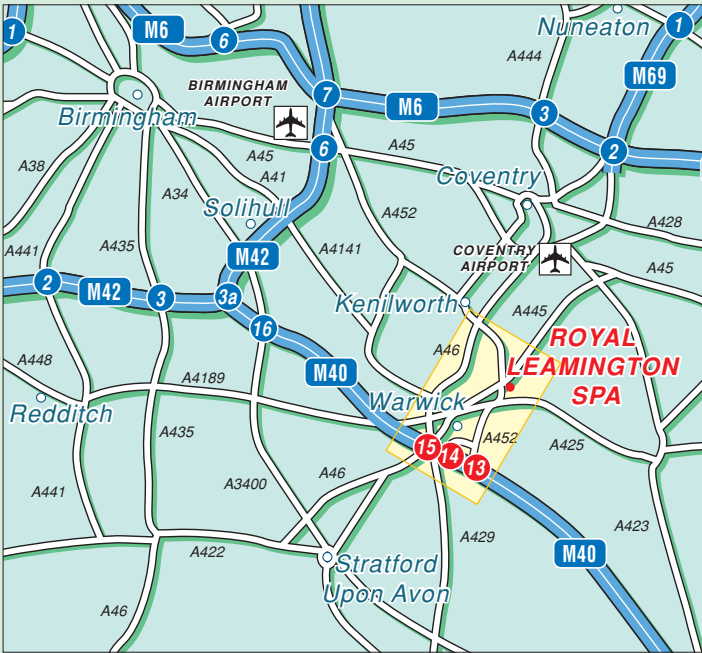 1
M6
6
Nuneaton
1
A444
M69
BIRMINGHAM
AIRPORT
7
M6
3
Birmingham
2
6
A45
A45
A38
A41
Coventry
A34
Solihull
A452
A428
A441
A435
A4141
COVENTRY
AIRPORT
M42
A45
2
M42
3
3a
Kenilworth
A445
16
ROYAL
LEAMINGTON
SPA
A46
A448
M40
A4189
Redditch
Warwick
A435
15
14
13
A452
A425
A46
A441
A3400
A423
A429
A422
M40
Stratford
Upon Avon
A46